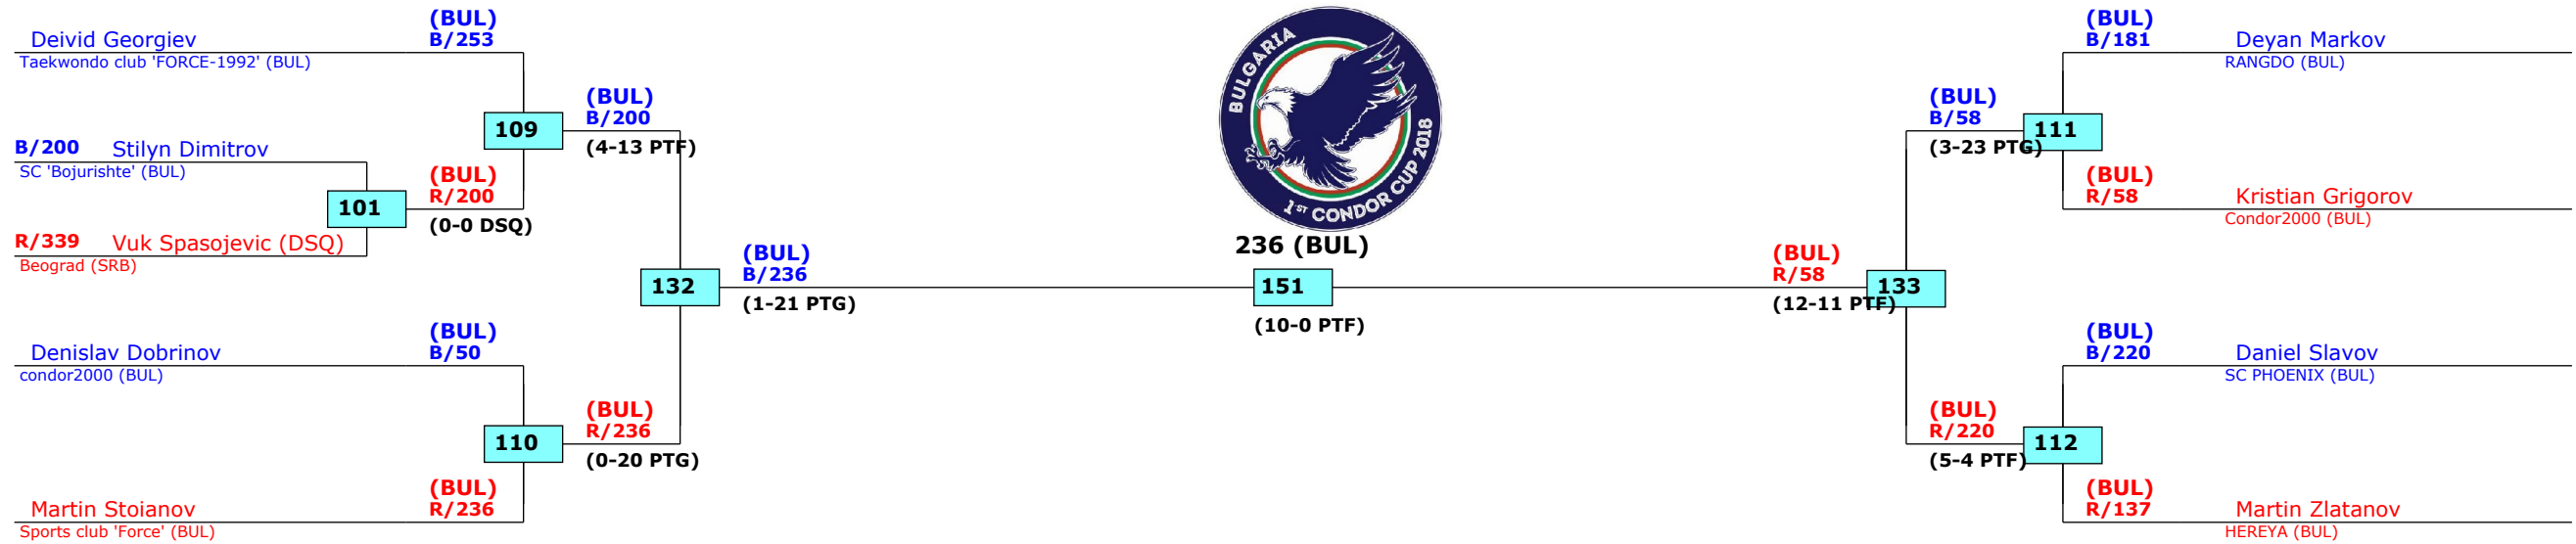 (BUL)
B/253
Deivid Georgiev
Taekwondo club 'FORCE-1992' (BUL)
109
(BUL)
B/200
(4-13 PTF)
B/200 Stilyn Dimitrov
SC 'Bojurishte' (BUL)
101
(BUL)
R/200
(0-0 DSQ)
R/339 Vuk Spasojevic (DSQ)
Beograd (SRB)
132
(BUL)
B/236
(1-21 PTG)
(BUL)
B/50
Denislav Dobrinov
condor2000 (BUL)
110
(BUL)
R/236
(0-20 PTG)
(BUL)
R/236
Martin Stoianov
Sports club 'Force' (BUL)
BULGARIA
1ST CONDOR CUP 2018
236 (BUL)
151
(10-0 PTF)
(BUL)
R/58
(12-11 PTF)
133
(BUL)
B/181
Deyan Markov
RANGDO (BUL)
(BUL)
B/58
(3-23 PTG)
111
(BUL)
R/58
Kristian Grigorov
Condor2000 (BUL)
(BUL)
B/220
Daniel Slavov
SC PHOENIX (BUL)
(BUL)
R/220
(5-4 PTF)
112
(BUL)
R/137
Martin Zlatanov
HEREYA (BUL)